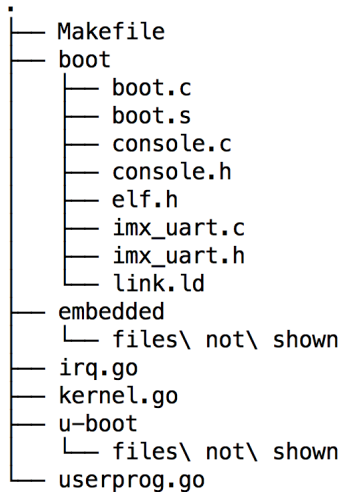 .
├── Makefile
├── boot
│   ├── boot.c
│   ├── boot.s
│   ├── console.c
│   ├── console.h
│   ├── elf.h
│   ├── imx_uart.c
│   ├── imx_uart.h
│   └── link.ld
├── embedded
│   └── files\ not\ shown
├── irq.go
├── kernel.go
├── u-boot
│   └── files\ not\ shown
└── userprog.go